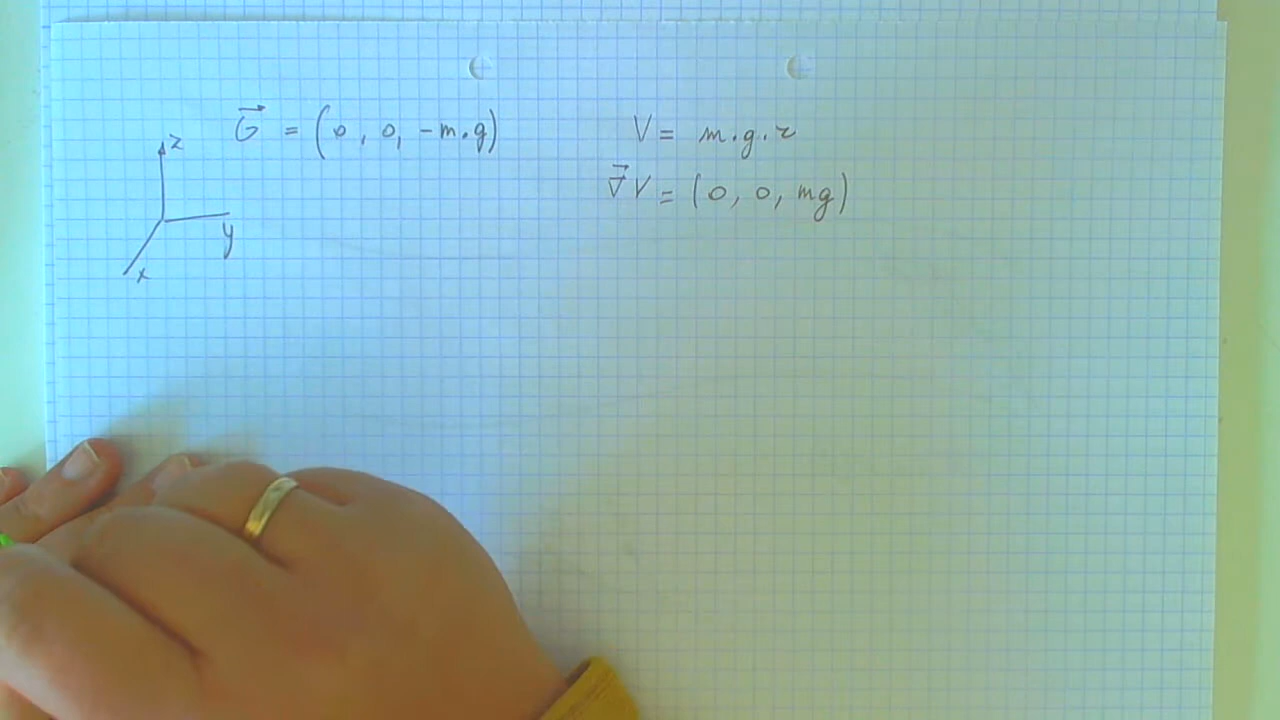 G⃗ = (0, 0, -m.g)
V = m.g.z
∇⃗V = (0, 0, mg)
z
y
x